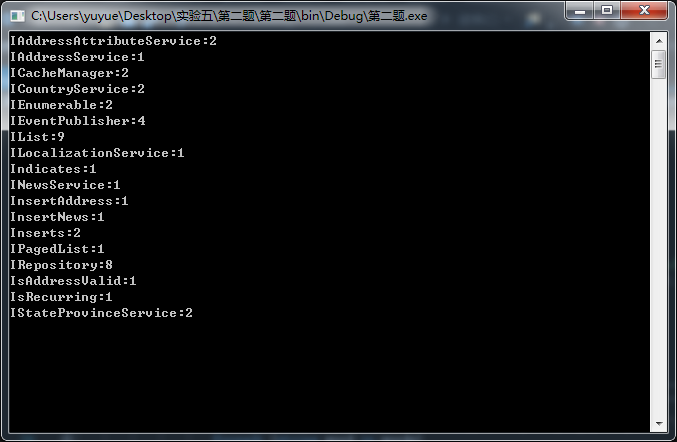 C:\Users\yuyue\Desktop\实验五\第二题\第二题\bin\Debug\第二题.exe
IAddressAttributeService:2
IAddressService:1
ICacheManager:2
ICountryService:2
IEnumerable:2
IEventPublisher:4
IList:9
ILocalizationService:1
Indicates:1
INewsService:1
InsertAddress:1
InsertNews:1
Inserts:2
IPagedList:1
IRepository:8
IsAddressValid:1
IsRecurring:1
IStateProvinceService:2